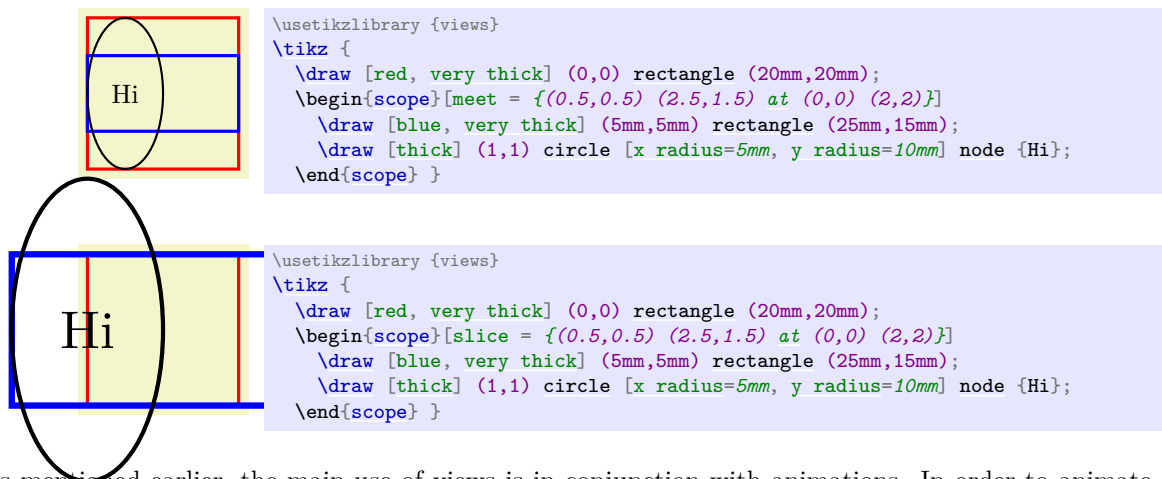 Hi
\usetikzlibrary {views}
\tikz {
  \draw [red, very thick] (0,0) rectangle (20mm,20mm);
  \begin{scope}[meet = {(0.5,0.5) (2.5,1.5) at (0,0) (2,2)}]
    \draw [blue, very thick] (5mm,5mm) rectangle (25mm,15mm);
    \draw [thick] (1,1) circle [x radius=5mm, y radius=10mm] node {Hi};
  \end{scope} }
Hi
\usetikzlibrary {views}
\tikz {
  \draw [red, very thick] (0,0) rectangle (20mm,20mm);
  \begin{scope}[slice = {(0.5,0.5) (2.5,1.5) at (0,0) (2,2)}]
    \draw [blue, very thick] (5mm,5mm) rectangle (25mm,15mm);
    \draw [thick] (1,1) circle [x radius=5mm, y radius=10mm] node {Hi};
  \end{scope} }
s mentioned earlier, the main use of views is in conjunction with animations. In order to animate